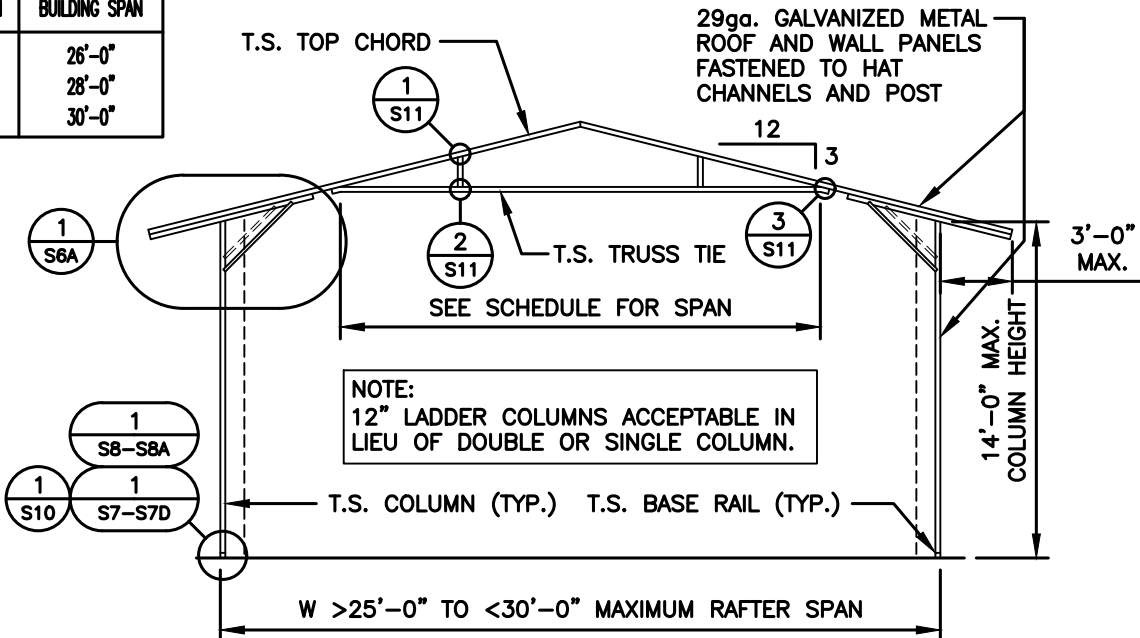 BUILDING SPAN
26'-0"
28'-0"
30'-0"
T.S. TOP CHORD
29ga. GALVANIZED METAL
ROOF AND WALL PANELS
FASTENED TO HAT
CHANNELS AND POST
1
S11
12
3
1
S6A
2
S11
T.S. TRUSS TIE
3
S11
3'-0"
MAX.
SEE SCHEDULE FOR SPAN
14'-0" MAX.
COLUMN HEIGHT
NOTE:
12" LADDER COLUMNS ACCEPTABLE IN
LIEU OF DOUBLE OR SINGLE COLUMN.
1
S8-S8A
1
S10
1
S7-S7D
T.S. COLUMN (TYP.)
T.S. BASE RAIL (TYP.)
W >25'-0" TO <30'-0" MAXIMUM RAFTER SPAN